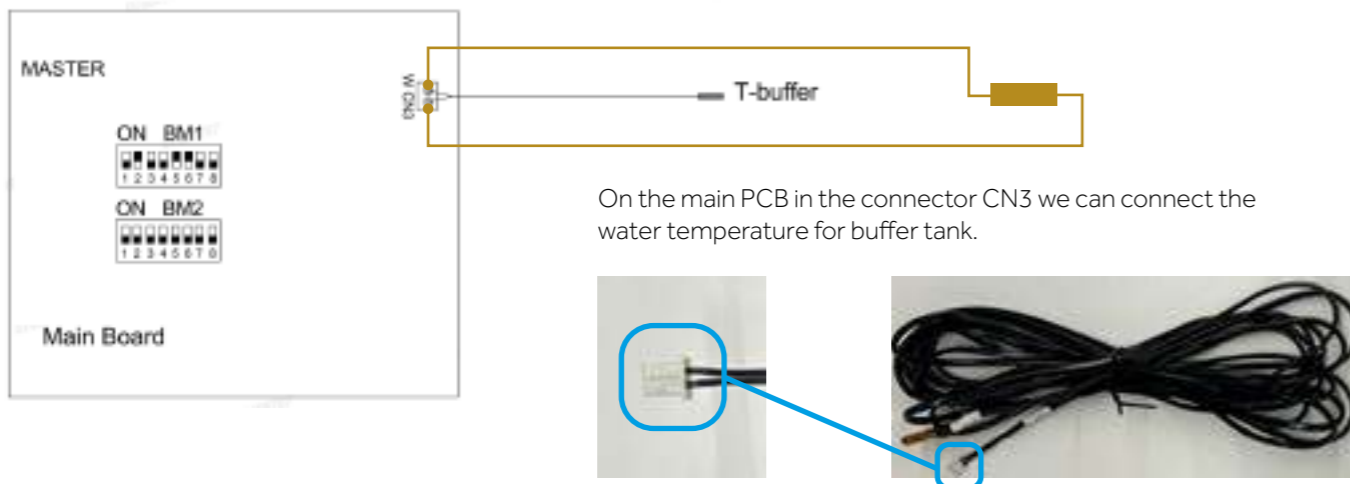 MASTER
W CN3
T-buffer
ON BM1
1 2 3 4 5 6 7 8
ON BM2
1 2 3 4 5 6 7 8
On the main PCB in the connector CN3 we can connect the
water temperature for buffer tank.
Main Board